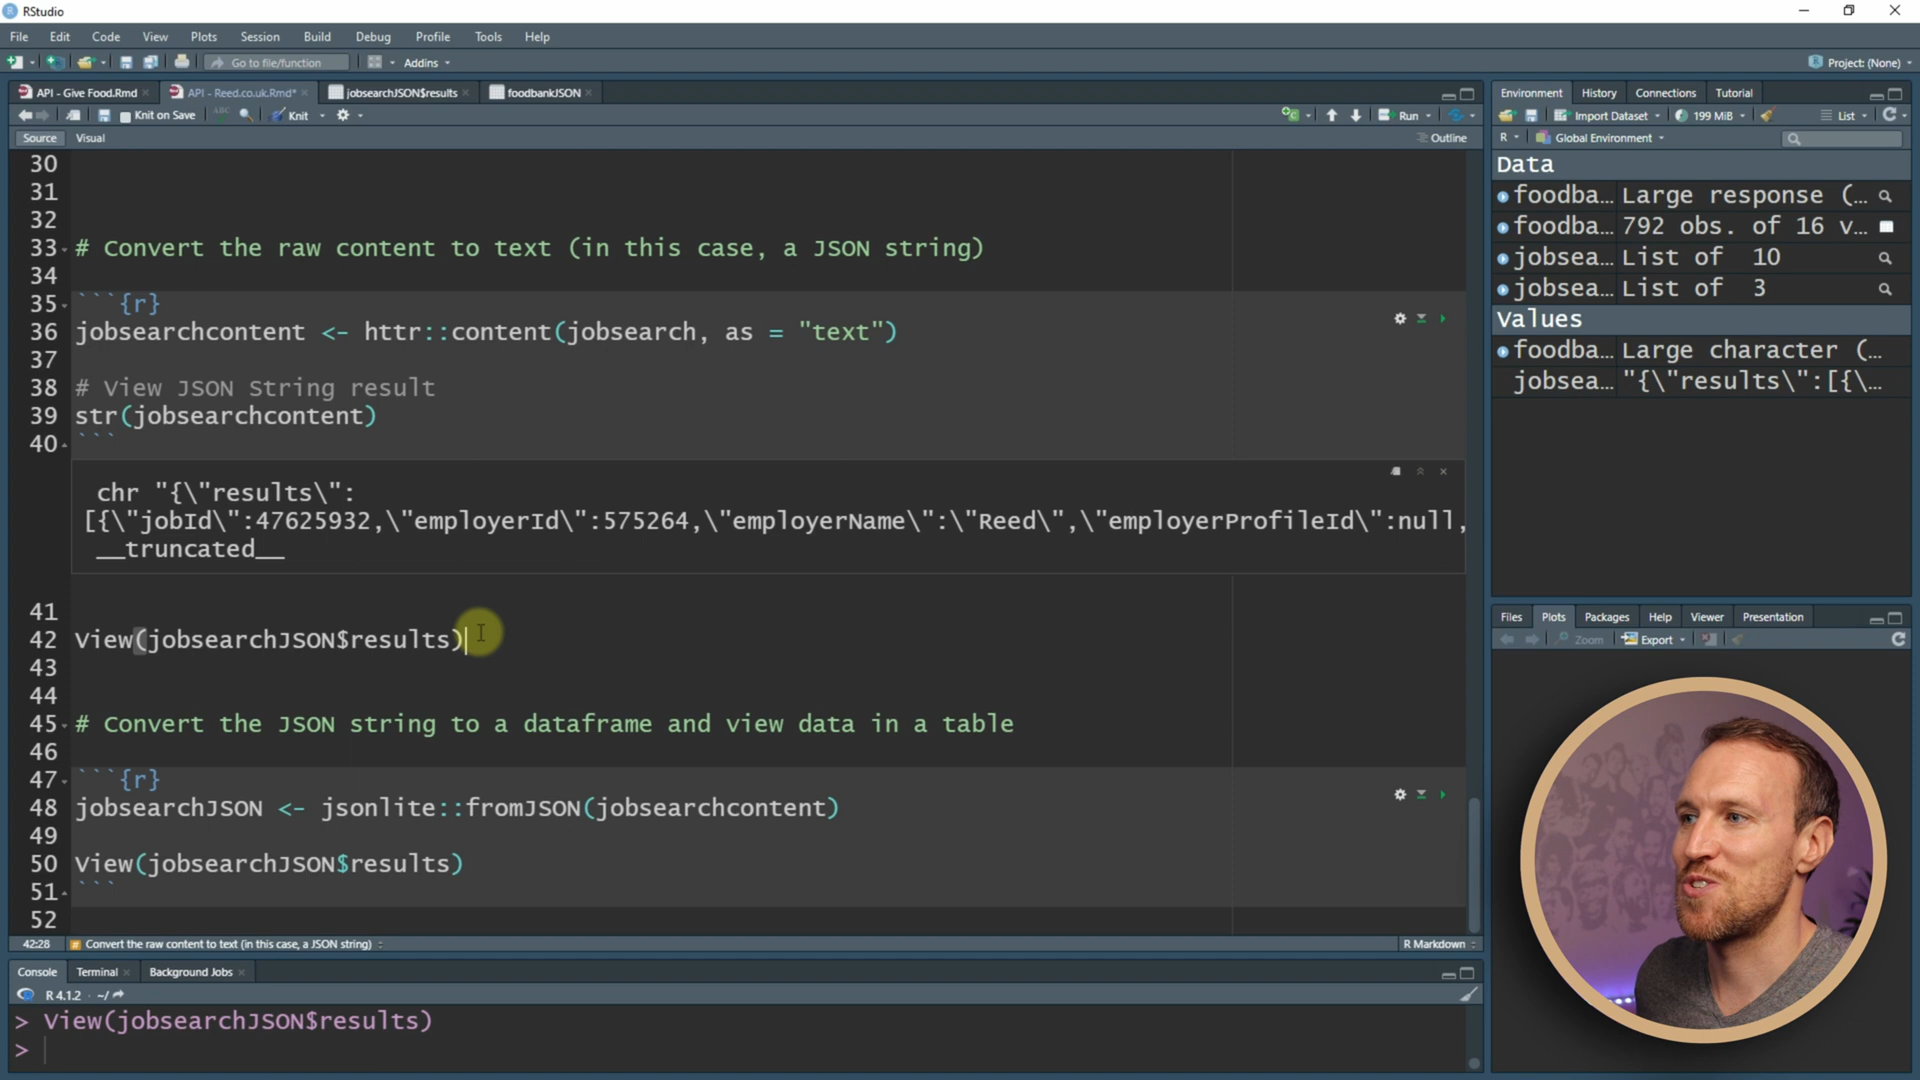 RStudio
File Edit Code View Plots Session Build Debug Profile Tools Help
Go to file/function Addins Project: (None)
API - Give Food.Rmd API - Reed.co.uk.Rmd* jobsearchJSON$results foodbankJSON
Knit on Save ABC Knit Run
Source Visual Outline
30
31
32
33 # Convert the raw content to text (in this case, a JSON string)
34
35 ```{r}
36 jobsearchcontent <- httr::content(jobsearch, as = "text")
37
38 # View JSON String result
39 str(jobsearchcontent)
40 ```
chr "{\"results\":
[{\"jobId\":47625932,\"employerId\":575264,\"employerName\":\"Reed\",\"employerProfileId\":null,
__truncated__
41
42 View(jobsearchJSON$results)
43
44
45 # Convert the JSON string to a dataframe and view data in a table
46
47 ```{r}
48 jobsearchJSON <- jsonlite::fromJSON(jobsearchcontent)
49
50 View(jobsearchJSON$results)
51 ```
52
42:28 # Convert the raw content to text (in this case, a JSON string) R Markdown
Console Terminal Background Jobs
R 4.1.2 · ~/
> View(jobsearchJSON$results)
>
Environment History Connections Tutorial
Import Dataset 199 MiB List
R Global Environment
Data
foodba… Large response (…
foodba… 792 obs. of 16 v…
jobsea… List of 10
jobsea… List of 3
Values
foodba… Large character (…
jobsea… "{\"results\":[{\…
Files Plots Packages Help Viewer Presentation
Zoom Export